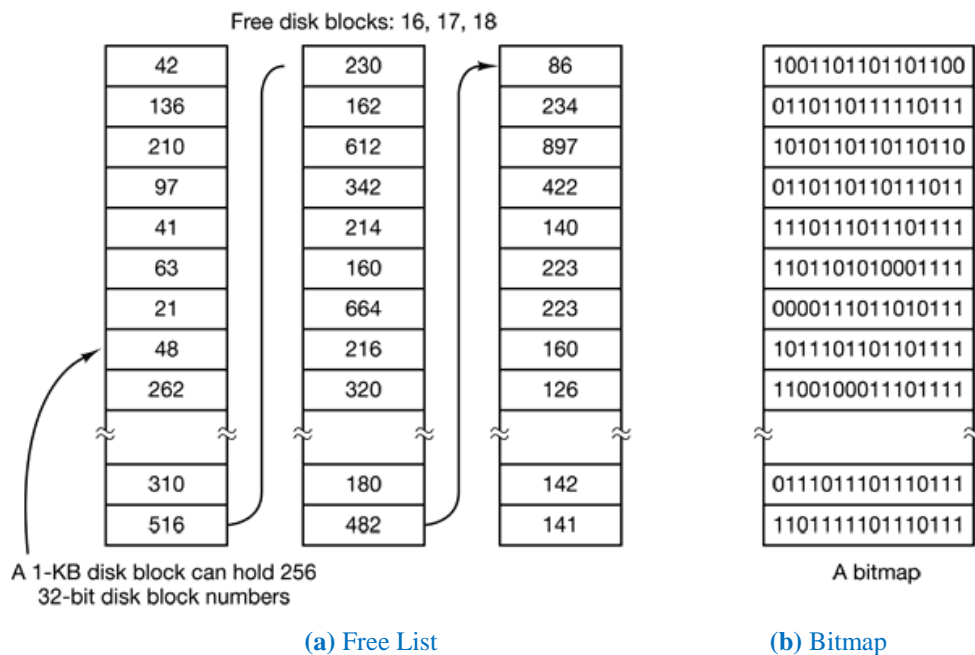 Free disk blocks: 16, 17, 18
42 230 86 1001101101101100
136 162 234 0110110111110111
210 612 897 1010110110110110
97 342 422 0110110110111011
41 214 140 1110111011101111
63 160 223 1101101010001111
21 664 223 0000111011010111
48 216 160 1011101101101111
262 320 126 1100100011101111
310 180 142 0111011101110111
516 482 141 1101111101110111
A 1-KB disk block can hold 256
32-bit disk block numbers
A bitmap
(a) Free List (b) Bitmap